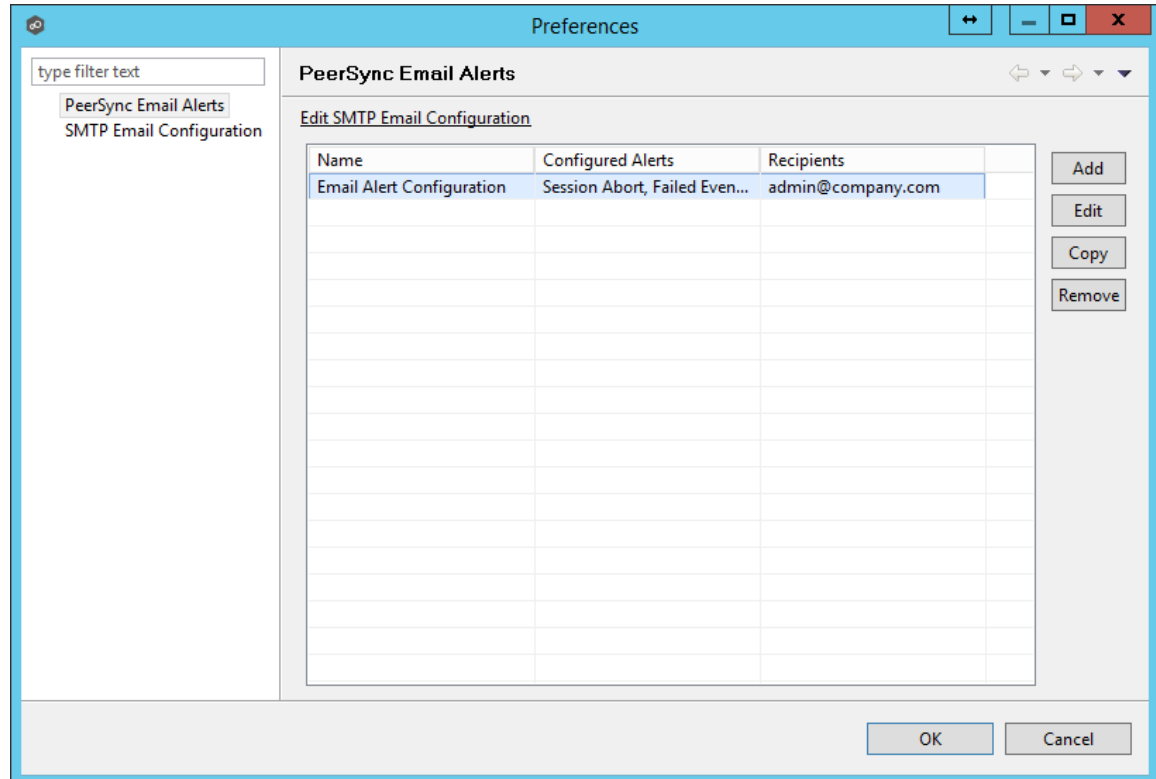 Preferences
X
type filter text
PeerSync Email Alerts
SMTP Email Configuration
PeerSync Email Alerts
Edit SMTP Email Configuration
Name Configured Alerts Recipients
Email Alert Configuration Session Abort, Failed Even... admin@company.com
Add
Edit
Copy
Remove
OK Cancel